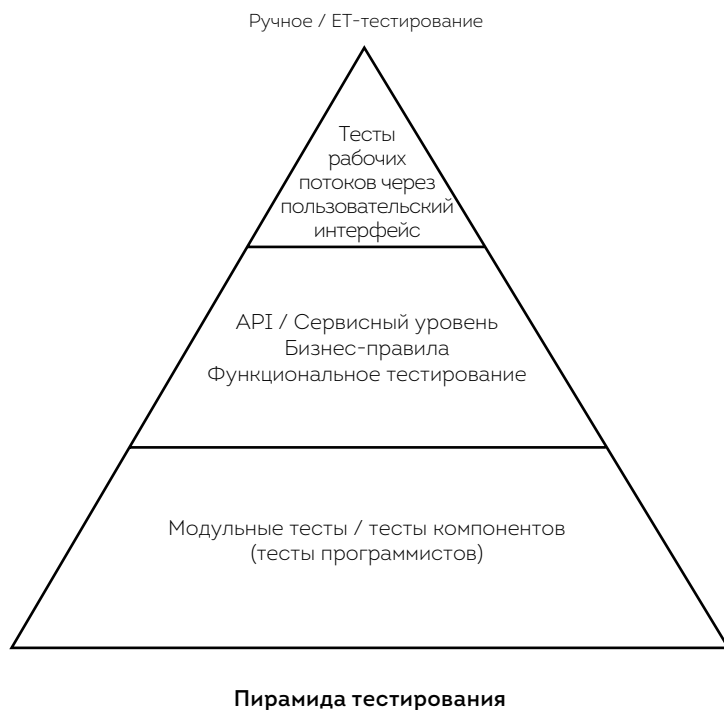 Ручное / ET-тестирование
Тесты
рабочих
потоков через
пользовательский
интерфейс
API / Сервисный уровень
Бизнес-правила
Функциональное тестирование
Модульные тесты / тесты компонентов
(тесты программистов)
Пирамида тестирования